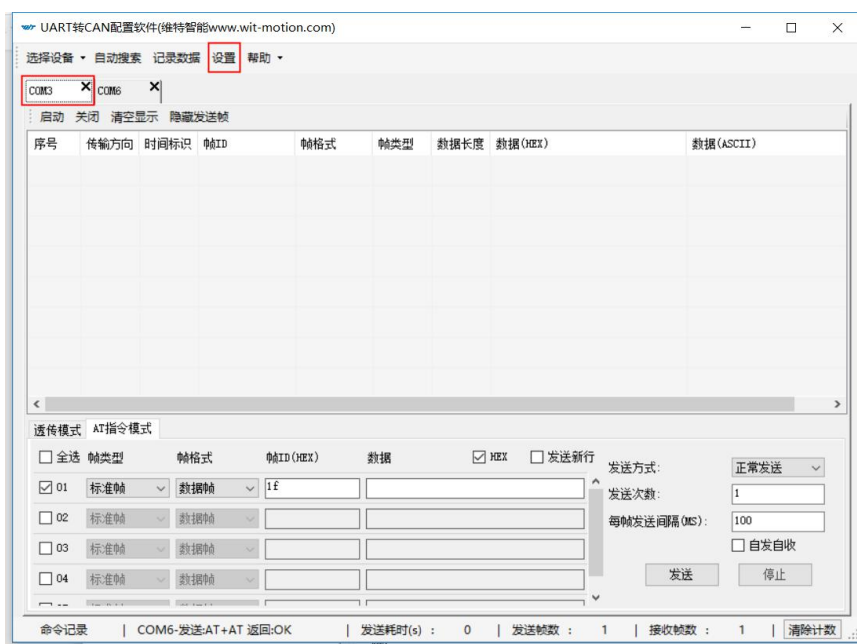 UART转CAN配置软件(维特智能www.wit-motion.com)
选择设备 自动搜索 记录数据 设置 帮助
COM3 COM6
启动 关闭 清空显示 隐藏发送帧
序号 传输方向 时间标识 帧ID 帧格式 帧类型 数据长度 数据(HEX) 数据(ASCII)
透传模式 AT指令模式
全选 帧类型 帧格式 帧ID(HEX) 数据 HEX 发送新行
01 标准帧 数据帧 1f
02 标准帧 数据帧
03 标准帧 数据帧
04 标准帧 数据帧
发送方式: 正常发送
发送次数: 1
每帧发送间隔(MS): 100
自发自收
发送 停止
命令记录 | COM6-发送:AT+AT 返回:OK | 发送耗时(s) : 0 | 发送帧数 : 1 | 接收帧数 : 1 | 清除计数